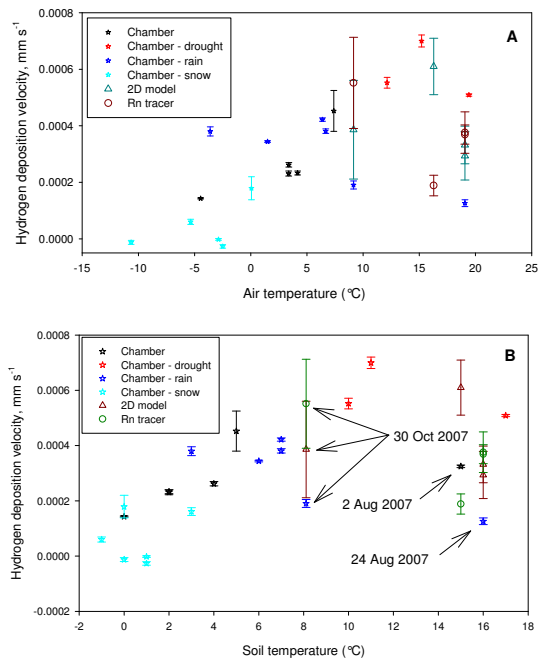 A
Chamber
Chamber - drought
Chamber - rain
Chamber - snow
2D model
Rn tracer
Hydrogen deposition velocity, mm s-1
0.0008
0.0006
0.0004
0.0002
0.0000
-15 -10 -5 0 5 10 15 20 25
Air temperature (°C)
B
Chamber
Chamber - drought
Chamber - rain
Chamber - snow
2D model
Rn tracer
30 Oct 2007
2 Aug 2007
24 Aug 2007
Hydrogen deposition velocity, mm s-1
0.0008
0.0006
0.0004
0.0002
0.0000
-0.0002
-2 0 2 4 6 8 10 12 14 16 18
Soil temperature (°C)